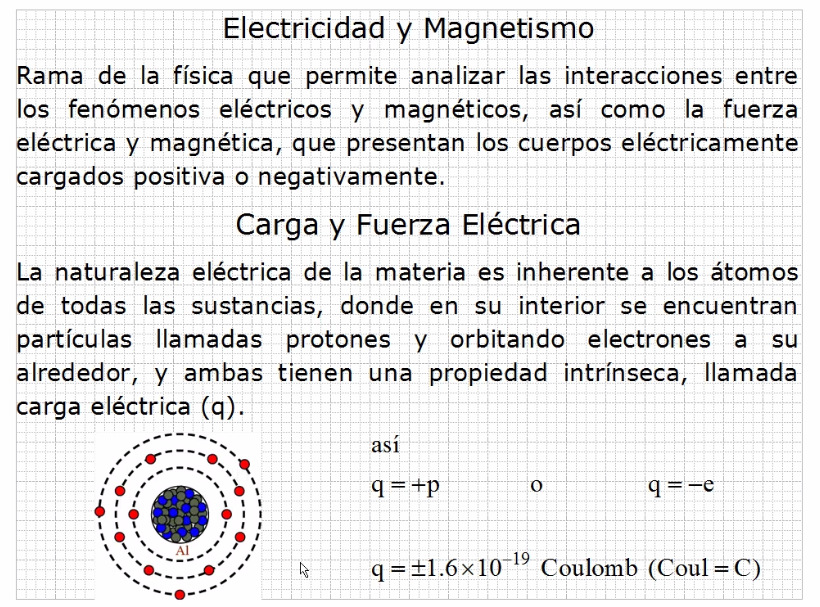 Electricidad y Magnetismo
Rama de la física que permite analizar las interacciones entre
los fenómenos eléctricos y magnéticos, así como la fuerza
eléctrica y magnética, que presentan los cuerpos eléctricamente
cargados positiva o negativamente.
Carga y Fuerza Eléctrica
La naturaleza eléctrica de la materia es inherente a los átomos
de todas las sustancias, donde en su interior se encuentran
partículas llamadas protones y orbitando electrones a su
alrededor, y ambas tienen una propiedad intrínseca, llamada
carga eléctrica (q).
así
q = +p o q = −e
Al
q = ±1.6×10⁻¹⁹ Coulomb (Coul = C)